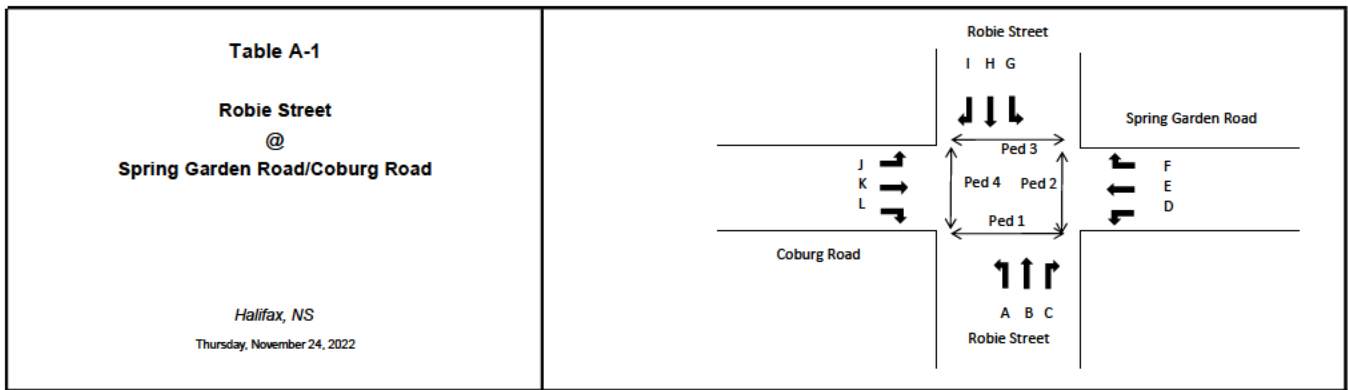 Table A-1
Robie Street
@
Spring Garden Road/Coburg Road
Halifax, NS
Thursday, November 24, 2022
Robie Street
I H G
Spring Garden Road
Ped 3
J
K
L
Ped 4 Ped 2
F
E
D
Ped 1
Coburg Road
A B C
Robie Street